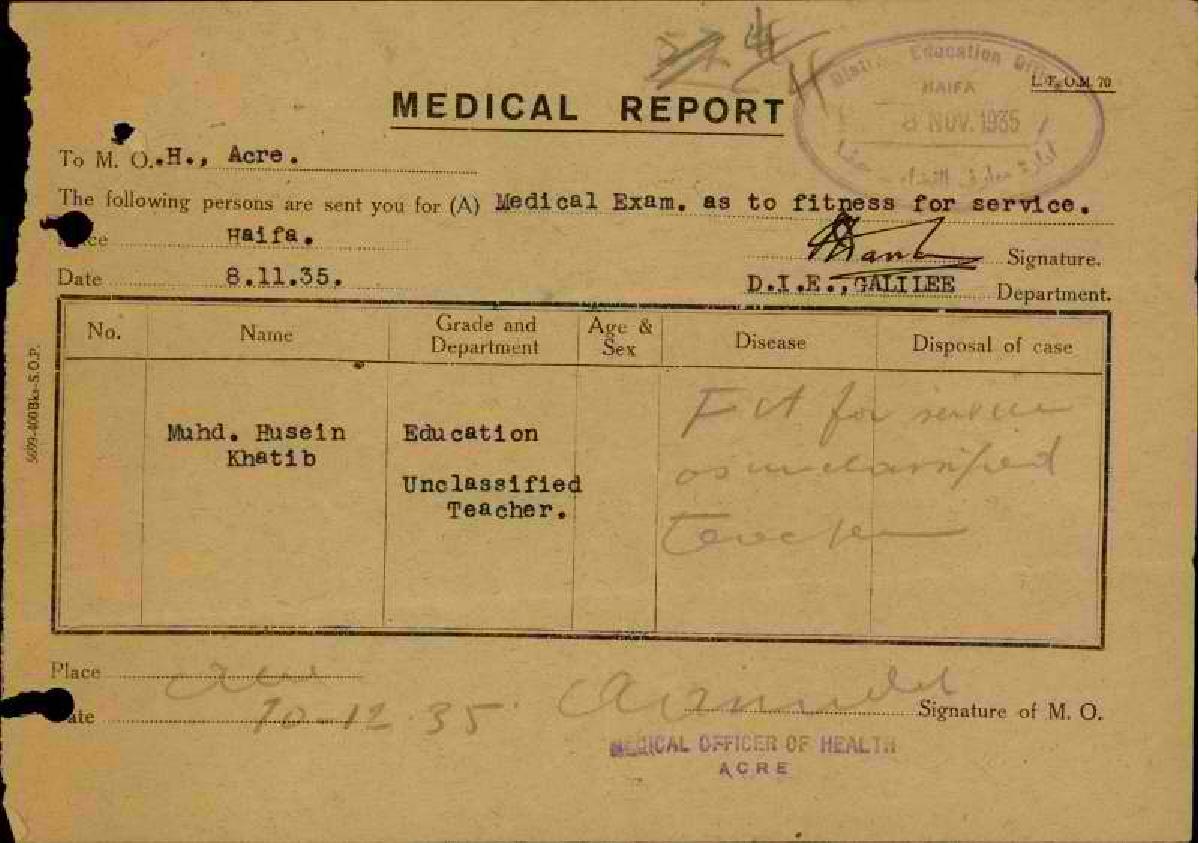 District Education Office
HAIFA
8 NOV. 1935
L.F.O.M. 70
MEDICAL REPORT
To M. O..H., Acre.
The following persons are sent you for (A) Medical Exam. as to fitness for service.
Haifa.
Signature.
Date 8.11.35.
D.I.E., GALILEE Department.
No. Name Grade and Department Age & Sex Disease Disposal of case
Muhd. Husein Khatib
Education
Unclassified Teacher.
Fit for service
as unclassified
teacher
Place Acre
Date 10-12.35
Signature of M. O.
MEDICAL OFFICER OF HEALTH
ACRE